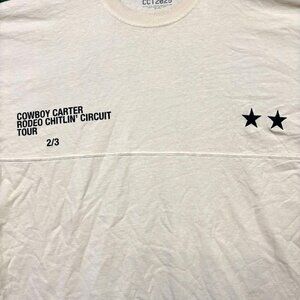 CCT2025
COWBOY CARTER
RODEO CHITLIN' CIRCUIT
TOUR
2/3